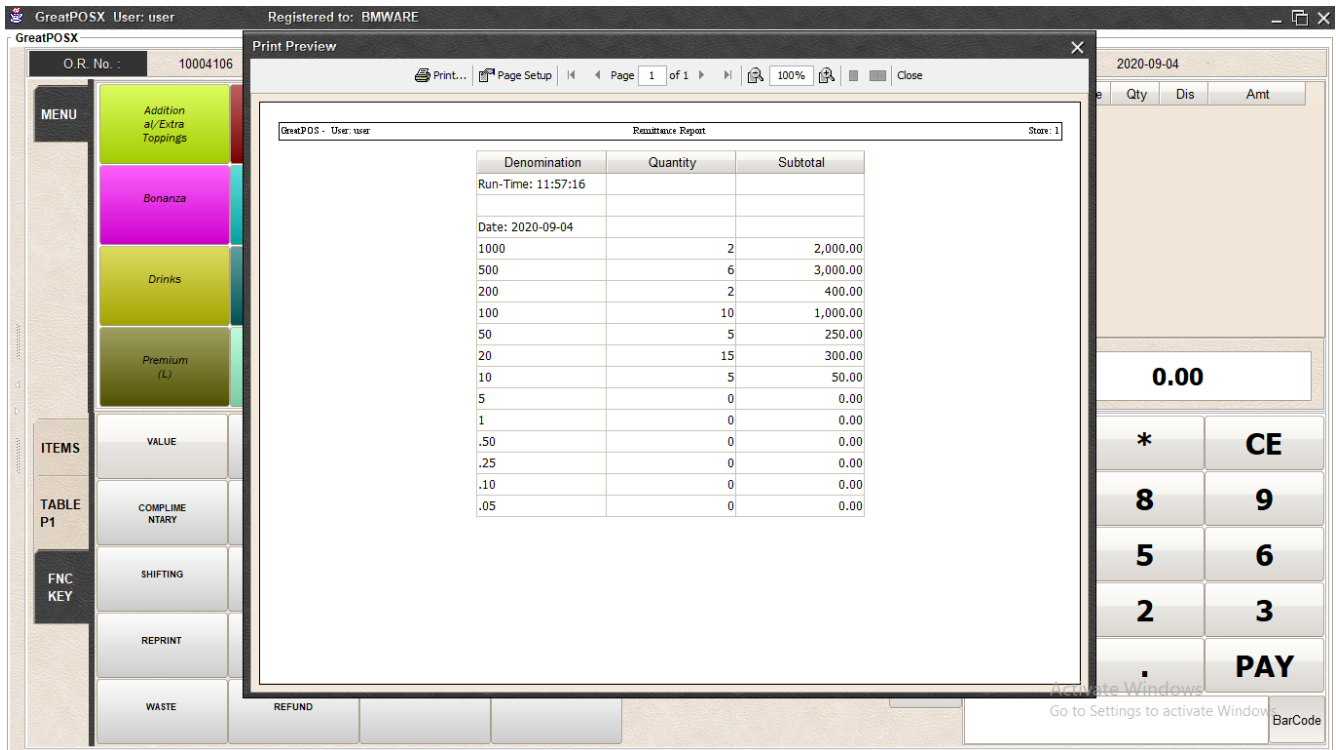 GreatPOSX User: user Registered to: BMWARE
GreatPOSX
O.R. No. : 10004106
2020-09-04
Print Preview
Print... Page Setup Page 1 of 1 100% Close
Qty Dis Amt
MENU
Addition
al/Extra
Toppings
Bonanza
Drinks
Premium
(L)
GreatPOS - User: user Remittance Report Store: 1
Denomination Quantity Subtotal
Run-Time: 11:57:16
Date: 2020-09-04
1000 2 2,000.00
500 6 3,000.00
200 2 400.00
100 10 1,000.00
50 5 250.00
20 15 300.00
10 5 50.00
5 0 0.00
1 0 0.00
.50 0 0.00
.25 0 0.00
.10 0 0.00
.05 0 0.00
0.00
ITEMS
TABLE
P1
FNC
KEY
VALUE
COMPLIME
NTARY
SHIFTING
REPRINT
WASTE
REFUND
* CE
8 9
5 6
2 3
. PAY
Activate Windows
Go to Settings to activate Windows.
BarCode